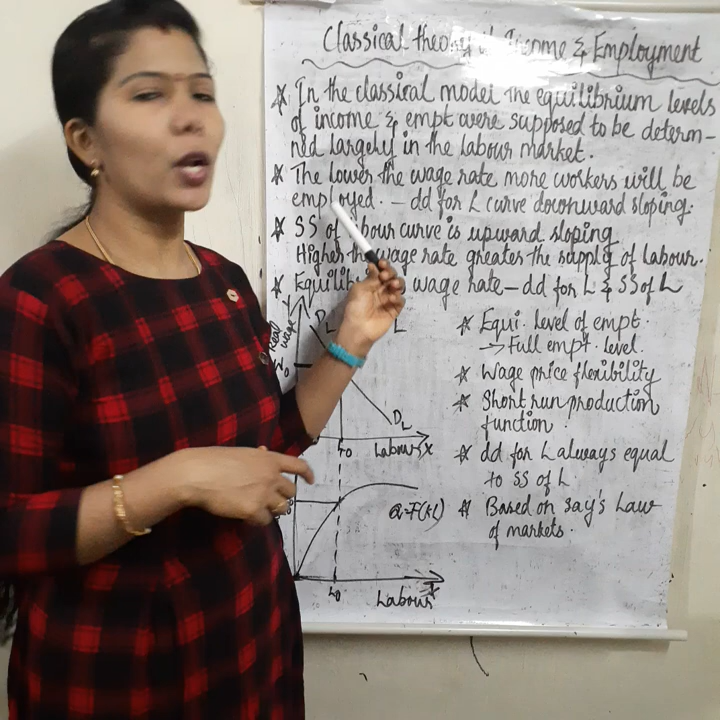 Classical theory of Income & Employment
* In the classical model the equilibrium levels
of income & empt were supposed to be determ-
ned largely in the labour market.
* The lower the wage rate more workers will be
employed. - dd for L curve downward sloping.
* SS of labour curve is upward sloping
Higher the wage rate greater the supply of labour.
* wage rate - dd for L & SS of L
Y
DL
L
Real
wage
DL
L0
Labour X
Q=F(K L)
L0
Labour X
* Equi. level of empt.
→ Full empt. level.
* Wage price flexibility
* Short run production
function.
* dd for L always equal
to SS of L
* Based on Say's Law
of markets.